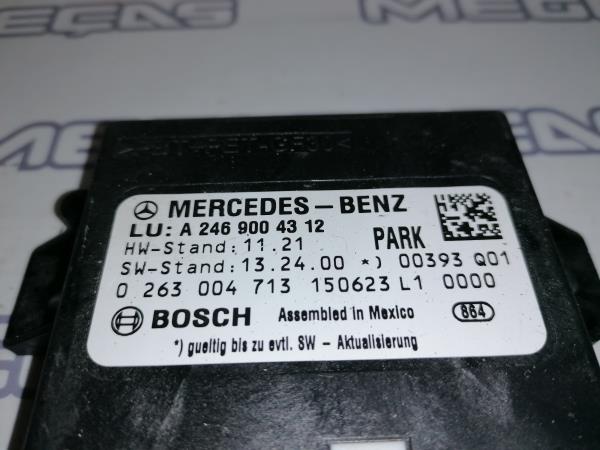 MERCEDES-BENZ
LU: A 246 900 43 12
HW-Stand: 11.21 PARK
SW-Stand: 13.24.00 *) 00393 Q01
0 263 004 713 150623 L1 0000
BOSCH Assembled in Mexico 864
*) gueltig bis zu evtl. SW - Aktualisierung